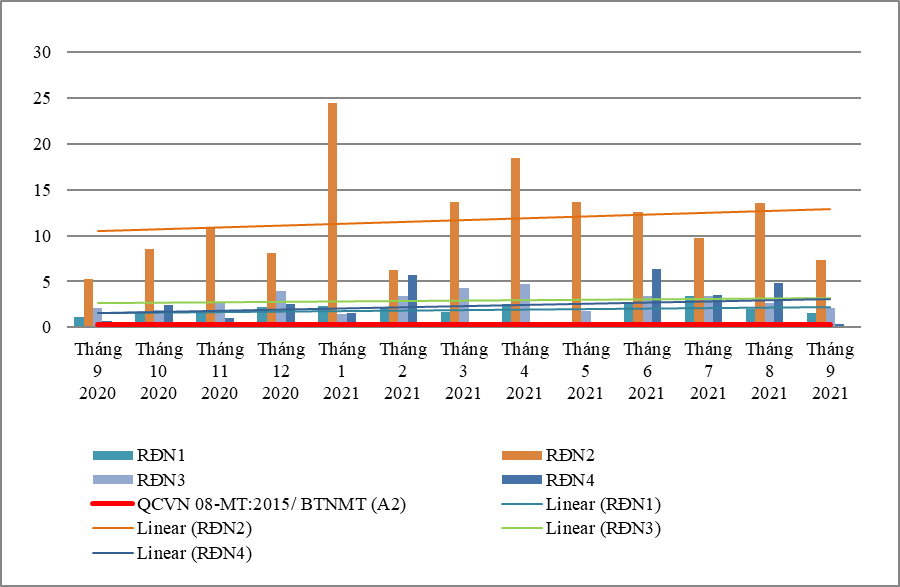 30
25
20
15
10
5
0
Tháng Tháng Tháng Tháng Tháng Tháng Tháng Tháng Tháng Tháng Tháng Tháng Tháng
9 10 11 12 1 2 3 4 5 6 7 8 9
2020 2020 2020 2020 2021 2021 2021 2021 2021 2021 2021 2021 2021
RĐN1 RĐN2
RĐN3 RĐN4
QCVN 08-MT:2015/ BTNMT (A2) Linear (RĐN1)
Linear (RĐN2) Linear (RĐN3)
Linear (RĐN4)